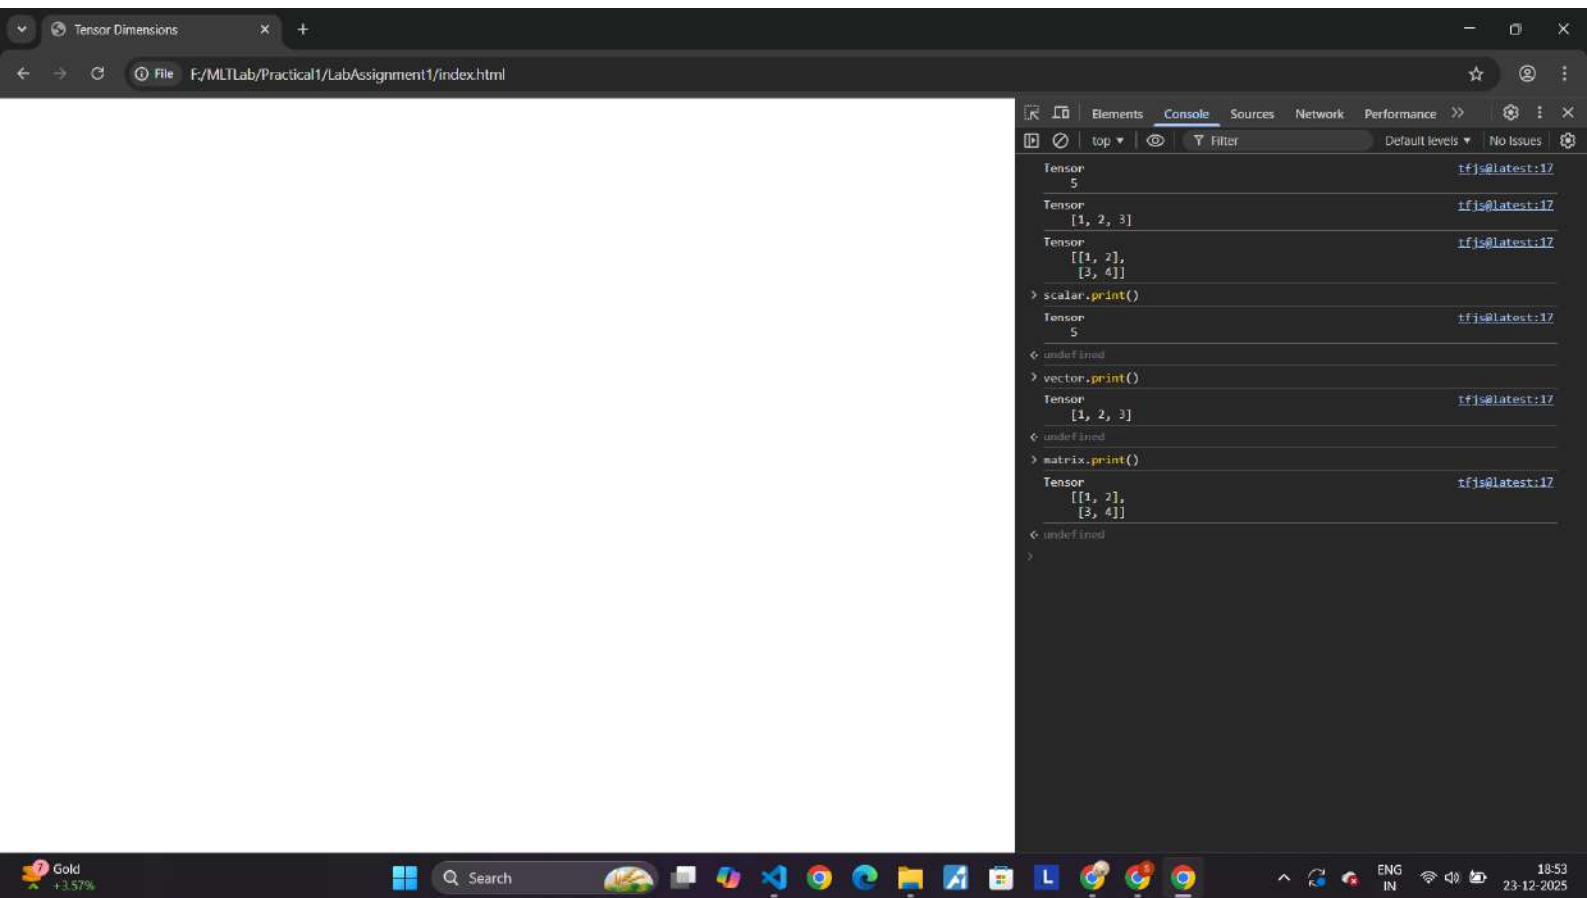 Tensor Dimensions
File F:/MLTLab/Practical1/LabAssignment1/index.html
Elements Console Sources Network Performance
top Filter Default levels No Issues
Tensor tfjs@latest:17
5
Tensor tfjs@latest:17
[1, 2, 3]
Tensor tfjs@latest:17
[[1, 2],
[3, 4]]
> scalar.print()
Tensor tfjs@latest:17
5
undefined
> vector.print()
Tensor tfjs@latest:17
[1, 2, 3]
undefined
> matrix.print()
Tensor tfjs@latest:17
[[1, 2],
[3, 4]]
undefined
>
7 Gold
+3.57%
Search
L
ENG
IN
18:53
23-12-2025